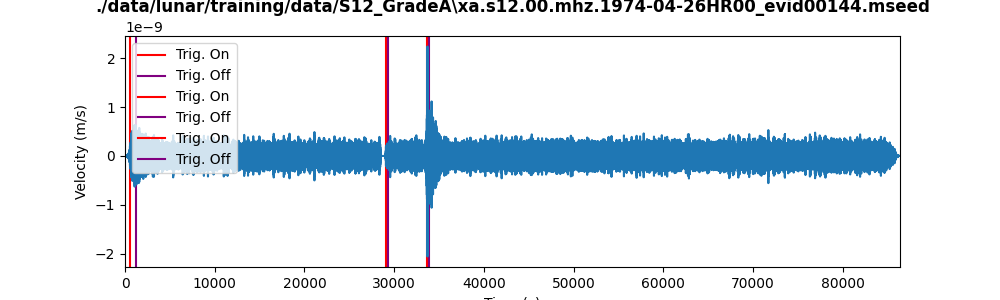 ./data/lunar/training/data/S12_GradeA\xa.s12.00.mhz.1974-04-26HR00_evid00144.mseed
1e−9
Trig. On
Trig. Off
Trig. On
Trig. Off
Trig. On
Trig. Off
2
1
0
−1
−2
Velocity (m/s)
0 10000 20000 30000 40000 50000 60000 70000 80000